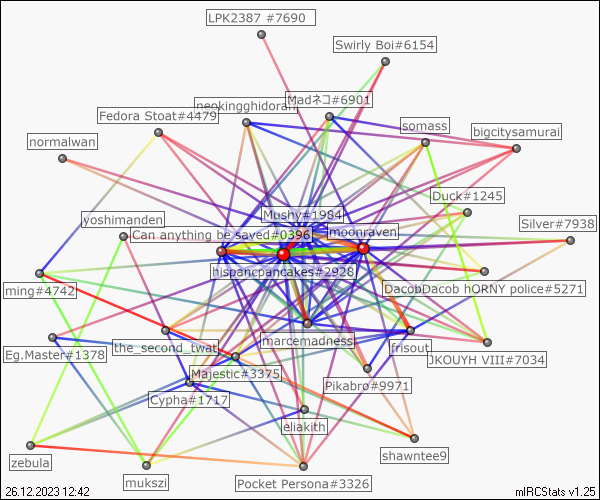 LPK2387 #7690
Swirly Boi#6154
Madネコ#6901
neokingghidorah
Fedora Stoat#4479
somass
bigcitysamurai
normalwan
Duck#1245
Mushy#1984
yoshimanden
Silver#7938
Can anything be saved#0396
moonraven
hispancpancakes#2928
ming#4742
DacobDacob hORNY police#5271
marcemadness
frisout
Eg.Master#1378
the_second_twat
JKOUYH VIII#7034
Majestic#3375
Pikabro#9971
Cypha#1717
eliakith
shawntee9
zebula
mukszi
Pocket Persona#3326
26.12.2023 12:42
mIRCStats v1.25